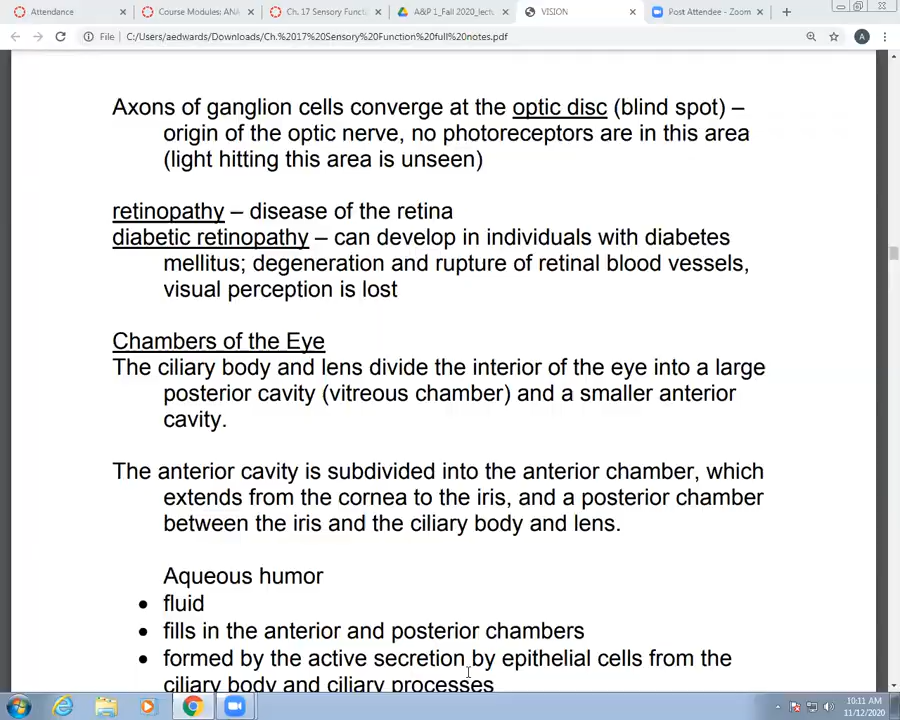 Attendance
Course Modules: ANA
Ch. 17 Sensory Func
A&P 1_Fall 2020_lect
VISION
Post Attendee - Zoom
File
C:/Users/aedwards/Downloads/Ch.%2017%20Sensory%20Function%20full%20notes.pdf
A
Axons of ganglion cells converge at the optic disc (blind spot) –
origin of the optic nerve, no photoreceptors are in this area
(light hitting this area is unseen)
retinopathy – disease of the retina
diabetic retinopathy – can develop in individuals with diabetes
mellitus; degeneration and rupture of retinal blood vessels,
visual perception is lost
Chambers of the Eye
The ciliary body and lens divide the interior of the eye into a large
posterior cavity (vitreous chamber) and a smaller anterior
cavity.
The anterior cavity is subdivided into the anterior chamber, which
extends from the cornea to the iris, and a posterior chamber
between the iris and the ciliary body and lens.
Aqueous humor
• fluid
• fills in the anterior and posterior chambers
• formed by the active secretion by epithelial cells from the
ciliary body and ciliary processes
10:11 AM
11/12/2020